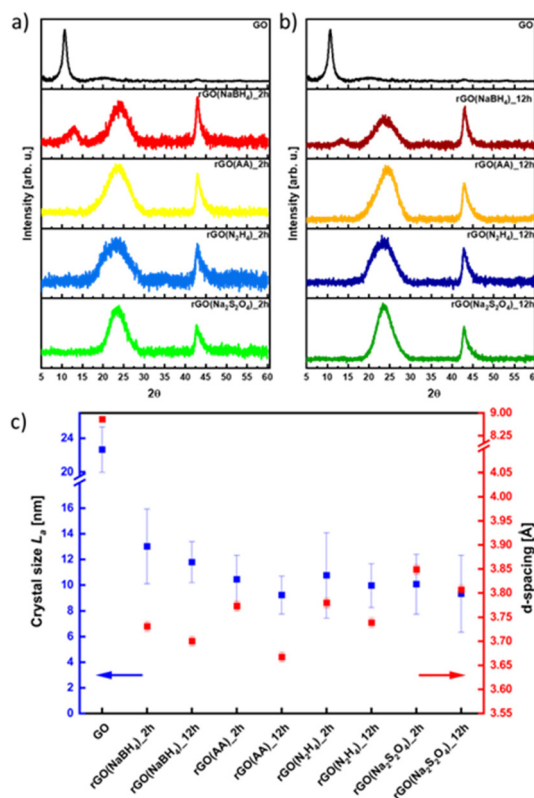 a)
b)
GO
GO
rGO(NaBH₄)_2h
rGO(NaBH₄)_12h
rGO(AA)_2h
rGO(AA)_12h
rGO(N₂H₄)_2h
rGO(N₂H₄)_12h
rGO(Na₂S₂O₄)_2h
rGO(Na₂S₂O₄)_12h
Intensity [arb. u.]
Intensity [arb. u.]
5 10 15 20 25 30 35 40 45 50 55 60
5 10 15 20 25 30 35 40 45 50 55 60
2θ
2θ
c)
24
20
16
14
12
10
8
6
4
2
0
Crystal size Lₐ [nm]
9.00
8.25
4.05
4.00
3.95
3.90
3.85
3.80
3.75
3.70
3.65
3.60
3.55
d-spacing [Å]
GO
rGO(NaBH₄)_2h
rGO(NaBH₄)_12h
rGO(AA)_2h
rGO(AA)_12h
rGO(N₂H₄)_2h
rGO(N₂H₄)_12h
rGO(Na₂S₂O₄)_2h
rGO(Na₂S₂O₄)_12h